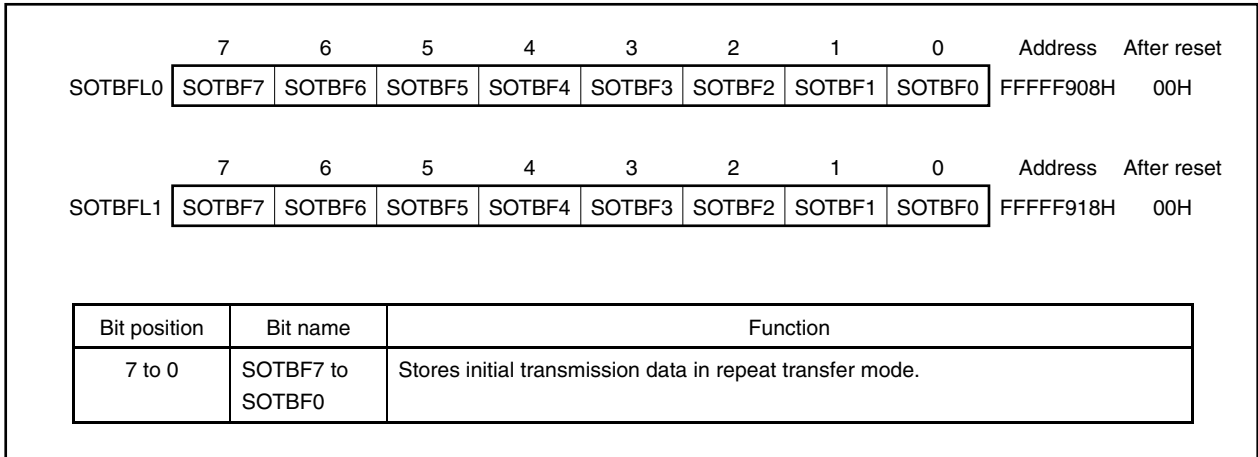 7 6 5 4 3 2 1 0 Address After reset
SOTBFL0 SOTBF7 SOTBF6 SOTBF5 SOTBF4 SOTBF3 SOTBF2 SOTBF1 SOTBF0 FFFFF908H 00H
7 6 5 4 3 2 1 0 Address After reset
SOTBFL1 SOTBF7 SOTBF6 SOTBF5 SOTBF4 SOTBF3 SOTBF2 SOTBF1 SOTBF0 FFFFF918H 00H
Bit position Bit name Function
7 to 0 SOTBF7 to Stores initial transmission data in repeat transfer mode.
SOTBF0